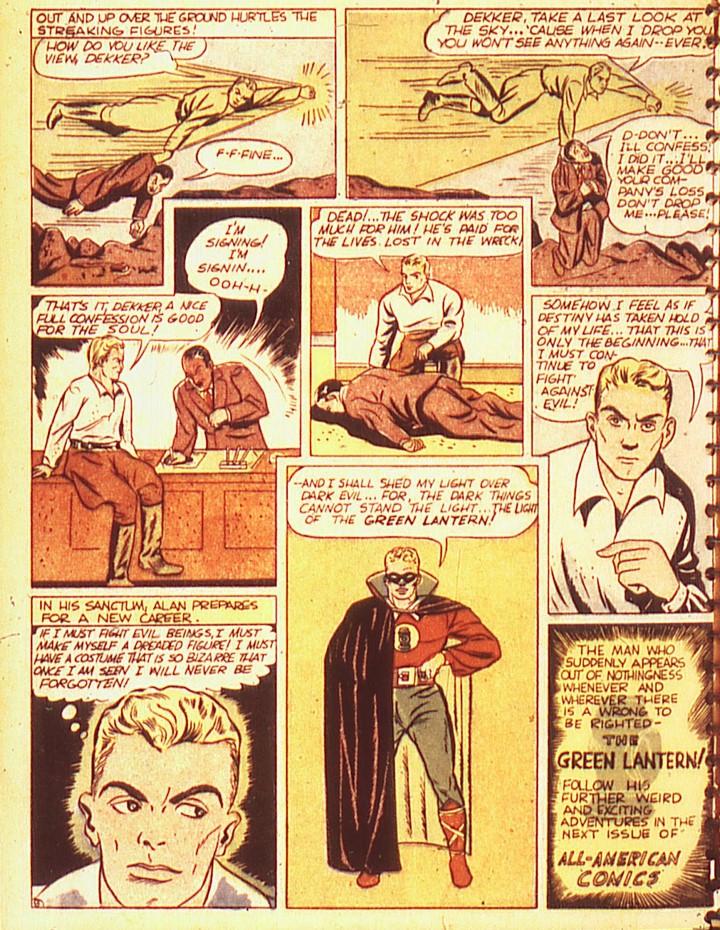 OUT AND UP OVER THE GROUND HURTLES THE
STREAKING FIGURES!
HOW DO YOU LIKE THE
VIEW, DEKKER?
F-F-FINE...
DEKKER, TAKE A LAST LOOK AT
THE SKY... 'CAUSE WHEN I DROP YOU
YOU WON'T SEE ANYTHING AGAIN--EVER.
D-DON'T...
I'LL CONFESS!
I DID IT...I'LL
MAKE GOOD
YOUR COM-
PANY'S LOSS
DON'T DROP
ME...PLEASE!
THAT'S IT, DEKKER, A NICE
FULL CONFESSION IS GOOD
FOR THE SOUL!
I'M
SIGNING!
I'M
SIGNIN....
OOH-H-
DEAD!...THE SHOCK WAS TOO
MUCH FOR HIM! HE'S PAID FOR
THE LIVES LOST IN THE WRECK!
SOMEHOW I FEEL AS IF
DESTINY HAS TAKEN HOLD
OF MY LIFE...THAT THIS IS
ONLY THE BEGINNING...THAT
I MUST CON-
TINUE TO
FIGHT
AGAINST
EVIL!
IN HIS SANCTUM, ALAN PREPARES
FOR A NEW CAREER.
IF I MUST FIGHT EVIL BEINGS, I MUST
MAKE MYSELF A DREADED FIGURE! I MUST
HAVE A COSTUME THAT IS SO BIZARRE THAT
ONCE I AM SEEN I WILL NEVER BE
FORGOTTEN!
--AND I SHALL SHED MY LIGHT OVER
DARK EVIL... FOR, THE DARK THINGS
CANNOT STAND THE LIGHT...THE LIGHT
OF THE GREEN LANTERN!
THE MAN WHO
SUDDENLY APPEARS
OUT OF NOTHINGNESS
WHENEVER AND
WHEREVER THERE
IS A WRONG TO
BE RIGHTED-
THE
GREEN LANTERN!
FOLLOW HIS
FURTHER WEIRD
AND EXCITING
ADVENTURES IN THE
NEXT ISSUE OF
ALL-AMERICAN
COMICS